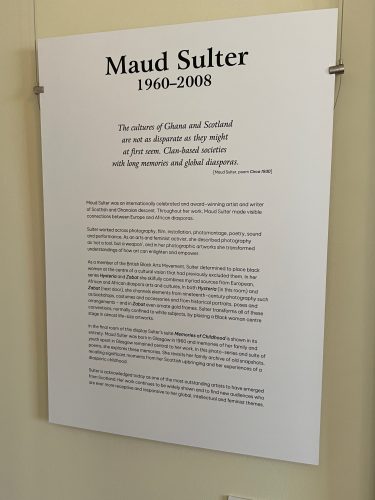 Maud Sulter
1960–2008
The cultures of Ghana and Scotland
are not as disparate as they might
at first seem. Clan-based societies
with long memories and global diasporas.
[Maud Sulter, poem Circa 1930]
Maud Sulter was an internationally celebrated and award-winning artist and writer
of Scottish and Ghanaian descent. Throughout her work, Maud Sulter made visible
connections between Europe and African diasporas.
Sulter worked across photography, film, installation, photomontage, poetry, sound
and performance. As an arts and feminist activist, she described photography
as 'not a tool, but a weapon', and in her photographic artworks she transformed
understandings of how art can enlighten and empower.
As a member of the British Black Arts Movement, Sulter determined to place black
women at the centre of a cultural vision that had previously excluded them. In her
series Hysteria and Zabat she skilfully combines myriad sources from European,
African and African diaspora arts and cultures. In both Hysteria (in this room) and
Zabat (next door), she channels elements from nineteenth-century photography such
as backdrops, costumes and accessories and from historical portraits, poses and
arrangements – and in Zabat even ornate gold frames. Sulter transforms all of these
conventions, normally confined to white subjects, by placing a Black woman centre
stage in almost life-size artworks.
In the final room of this display Sulter's suite Memories of Childhood is shown in its
entirety. Maud Sulter was born in Glasgow in 1960 and memories of her family and
youth spent in Glasgow remained central to her work. In this photo-series and suite of
poems, she explores these memories. She reveals her family archive of old snapshots,
recalling significant moments from her Scottish upbringing and her experiences of a
diasporic childhood.
Sulter is acknowledged today as one of the most outstanding artists to have emerged
from Scotland. Her work continues to be widely shown and to find new audiences who
are ever more receptive and responsive to her global, intellectual and feminist themes.